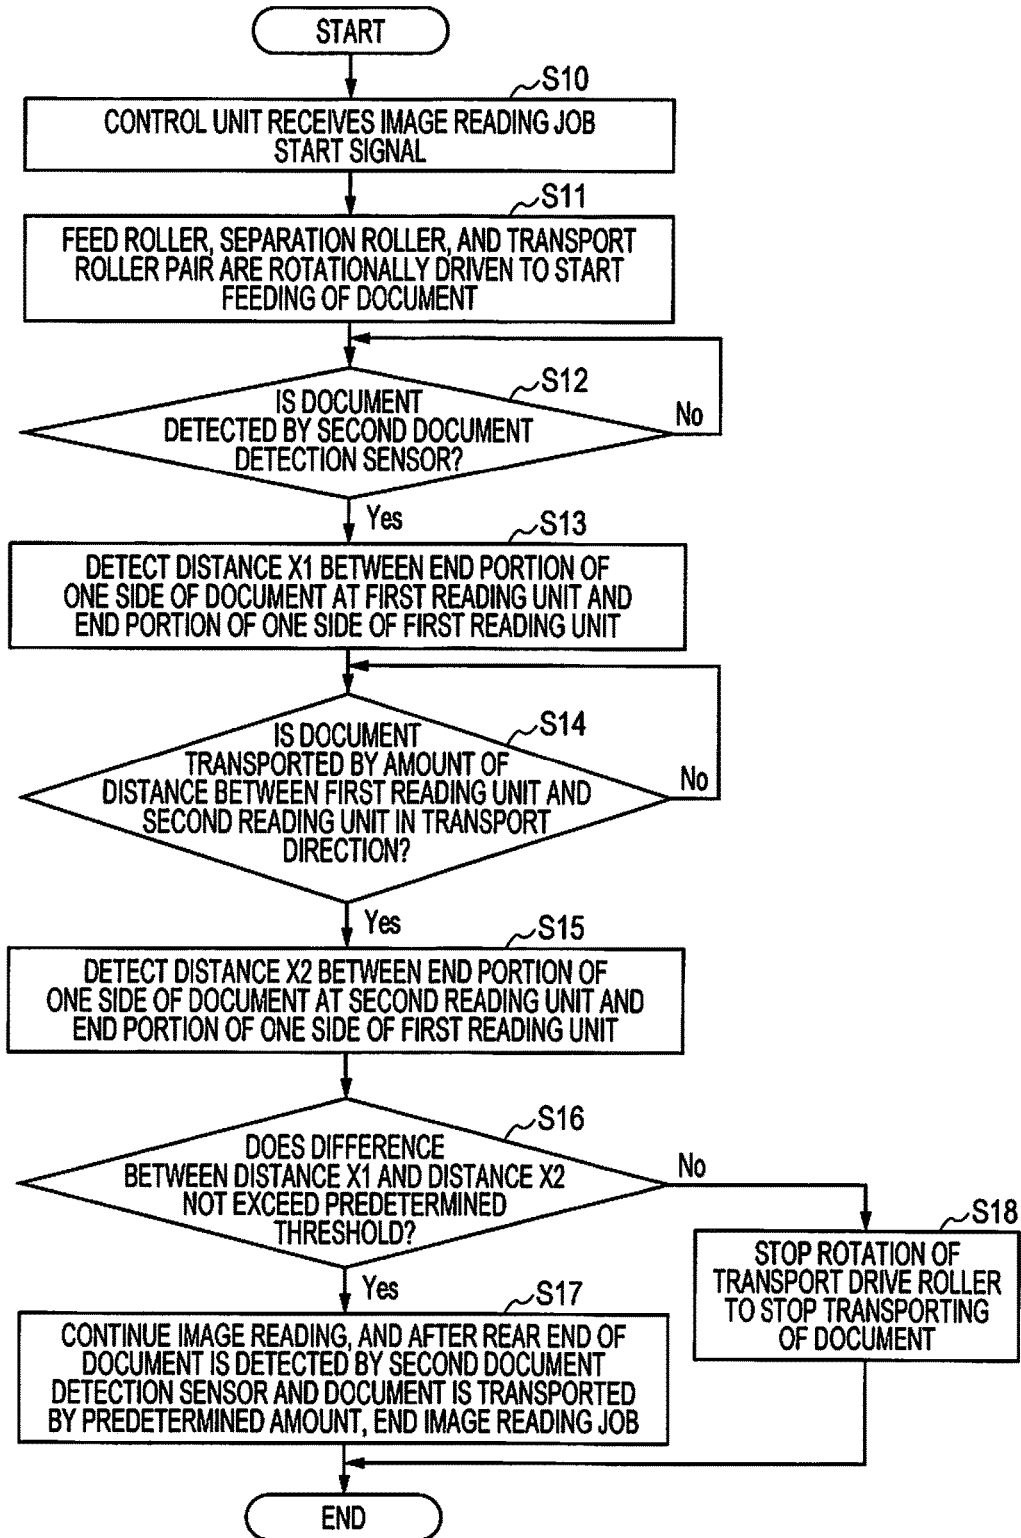 START
S10
CONTROL UNIT RECEIVES IMAGE READING JOB
START SIGNAL
S11
FEED ROLLER, SEPARATION ROLLER, AND TRANSPORT
ROLLER PAIR ARE ROTATIONALLY DRIVEN TO START
FEEDING OF DOCUMENT
S12
IS DOCUMENT
DETECTED BY SECOND DOCUMENT
DETECTION SENSOR?
No
Yes
S13
DETECT DISTANCE X1 BETWEEN END PORTION OF
ONE SIDE OF DOCUMENT AT FIRST READING UNIT AND
END PORTION OF ONE SIDE OF FIRST READING UNIT
S14
IS DOCUMENT
TRANSPORTED BY AMOUNT OF
DISTANCE BETWEEN FIRST READING UNIT AND
SECOND READING UNIT IN TRANSPORT
DIRECTION?
No
Yes
S15
DETECT DISTANCE X2 BETWEEN END PORTION OF
ONE SIDE OF DOCUMENT AT SECOND READING UNIT AND
END PORTION OF ONE SIDE OF FIRST READING UNIT
S16
DOES DIFFERENCE
BETWEEN DISTANCE X1 AND DISTANCE X2
NOT EXCEED PREDETERMINED
THRESHOLD?
No
Yes
S18
STOP ROTATION OF
TRANSPORT DRIVE ROLLER
TO STOP TRANSPORTING
OF DOCUMENT
S17
CONTINUE IMAGE READING, AND AFTER REAR END OF
DOCUMENT IS DETECTED BY SECOND DOCUMENT
DETECTION SENSOR AND DOCUMENT IS TRANSPORTED
BY PREDETERMINED AMOUNT, END IMAGE READING JOB
END